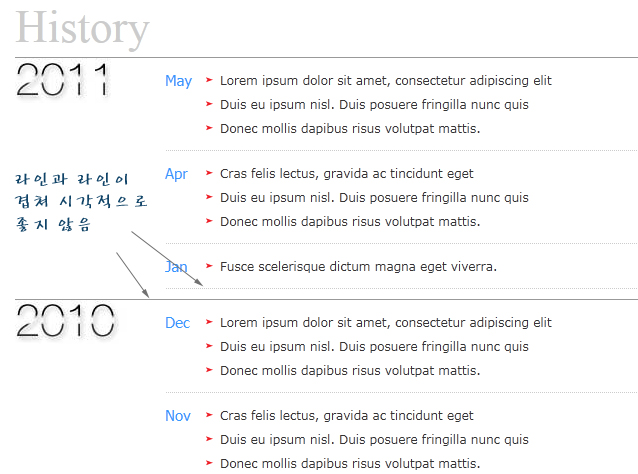 History
2011
May
Lorem ipsum dolor sit amet, consectetur adipiscing elit
Duis eu ipsum nisl. Duis posuere fringilla nunc quis
Donec mollis dapibus risus volutpat mattis.
라인과 라인이
겹쳐 시각적으로
좋지 않음
Apr
Cras felis lectus, gravida ac tincidunt eget
Duis eu ipsum nisl. Duis posuere fringilla nunc quis
Donec mollis dapibus risus volutpat mattis.
Jan
Fusce scelerisque dictum magna eget viverra.
2010
Dec
Lorem ipsum dolor sit amet, consectetur adipiscing elit
Duis eu ipsum nisl. Duis posuere fringilla nunc quis
Donec mollis dapibus risus volutpat mattis.
Nov
Cras felis lectus, gravida ac tincidunt eget
Duis eu ipsum nisl. Duis posuere fringilla nunc quis
Donec mollis dapibus risus volutpat mattis.